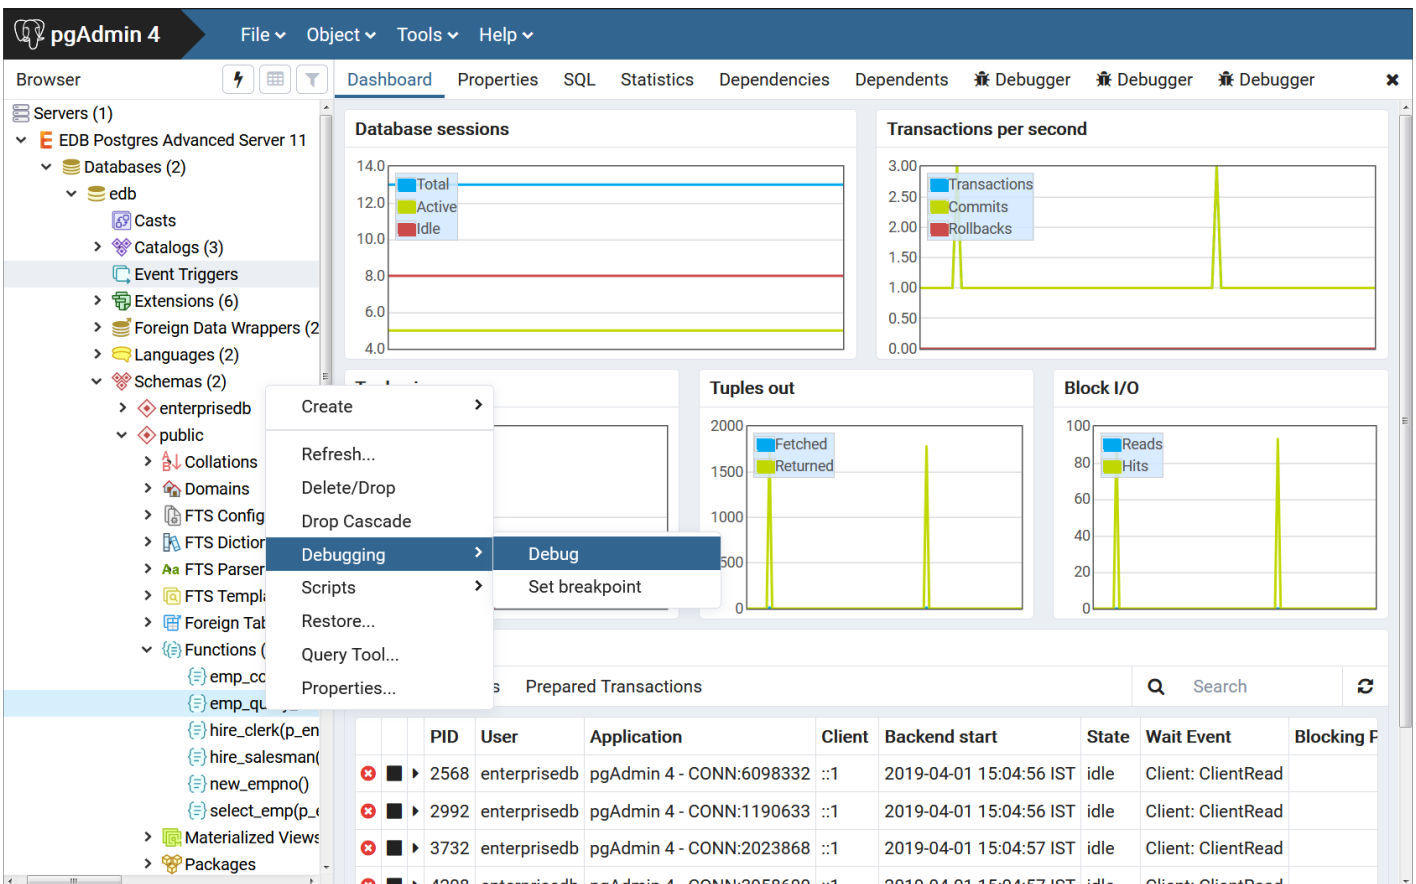 pgAdmin 4
File Object Tools Help
Browser
Dashboard Properties SQL Statistics Dependencies Dependents Debugger Debugger Debugger
Servers (1)
EDB Postgres Advanced Server 11
Databases (2)
edb
Casts
Catalogs (3)
Event Triggers
Extensions (6)
Foreign Data Wrappers (2
Languages (2)
Schemas (2)
enterprisedb
public
Collations
Domains
FTS Config
FTS Diction
FTS Parser
FTS Templa
Foreign Tab
Functions (
emp_co
emp_query_
hire_clerk(p_en
hire_salesman(
new_empno()
select_emp(p_e
Materialized Views
Packages
Create
Refresh...
Delete/Drop
Drop Cascade
Debugging
Scripts
Restore...
Query Tool...
Properties...
Debug
Set breakpoint
Database sessions
14.0
12.0
10.0
8.0
6.0
4.0
Total
Active
Idle
Transactions per second
3.00
2.50
2.00
1.50
1.00
0.50
0.00
Transactions
Commits
Rollbacks
Tuples out
2000
1500
1000
500
0
Fetched
Returned
Block I/O
100
80
60
40
20
0
Reads
Hits
s Prepared Transactions Search
PID User Application Client Backend start State Wait Event Blocking P
2568 enterprisedb pgAdmin 4 - CONN:6098332 ::1 2019-04-01 15:04:56 IST idle Client: ClientRead
2992 enterprisedb pgAdmin 4 - CONN:1190633 ::1 2019-04-01 15:04:56 IST idle Client: ClientRead
3732 enterprisedb pgAdmin 4 - CONN:2023868 ::1 2019-04-01 15:04:57 IST idle Client: ClientRead